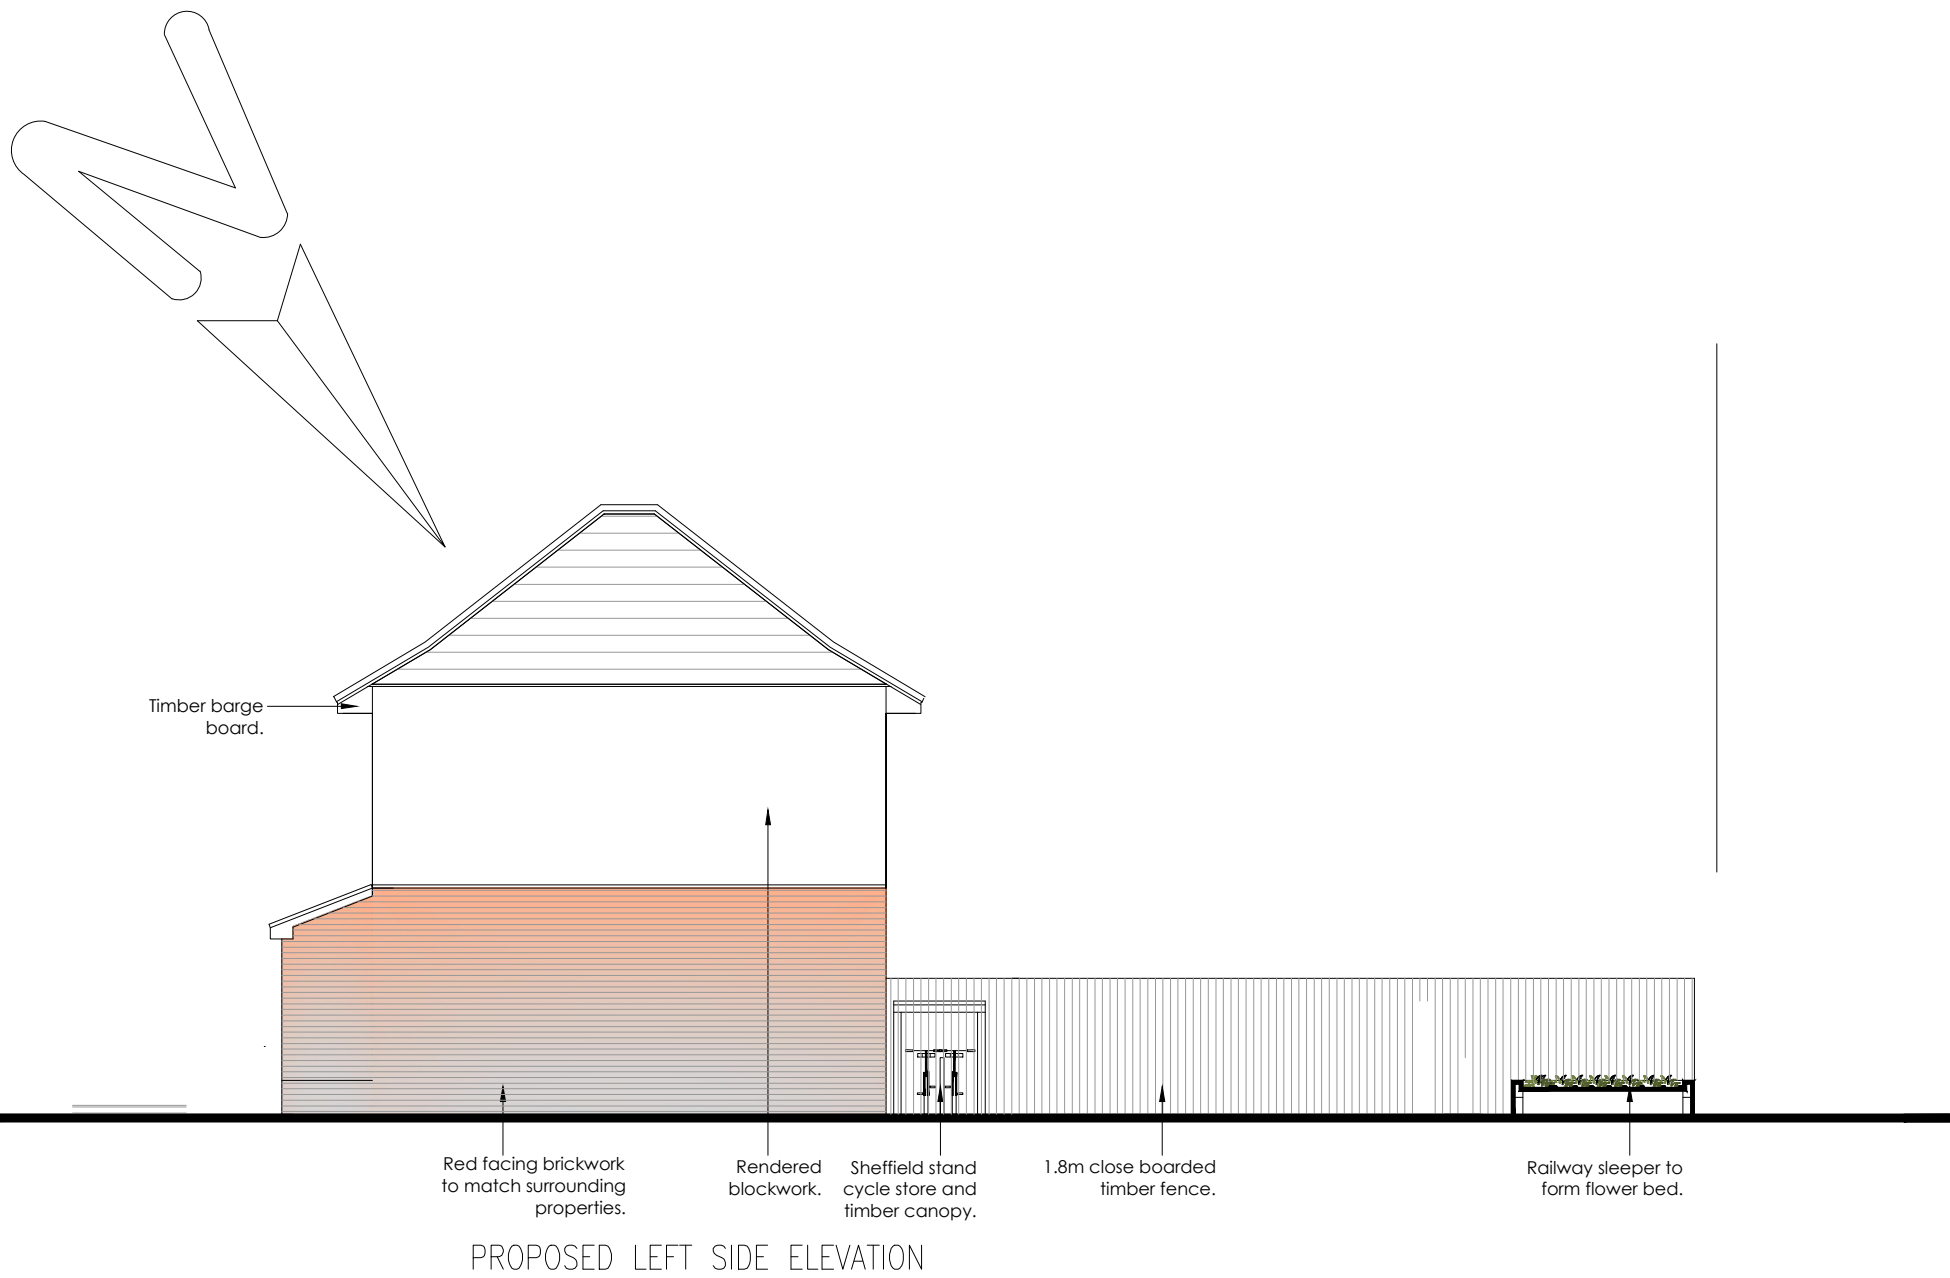 N
Timber barge
board.
Red facing brickwork
to match surrounding
properties.
Rendered
blockwork.
Sheffield stand
cycle store and
timber canopy.
1.8m close boarded
timber fence.
Railway sleeper to
form flower bed.
PROPOSED LEFT SIDE ELEVATION